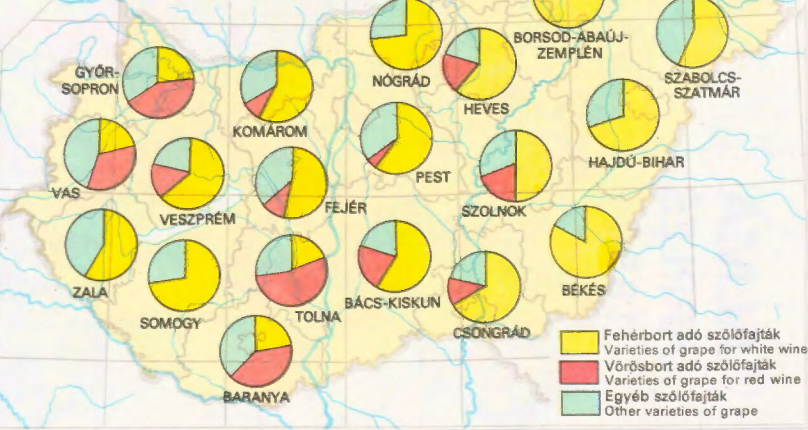 BORSOD-ABAÚJ-
ZEMPLÉN
GYŐR-
SOPRON
NÓGRÁD
HEVES
SZABOLCS-
SZATMÁR
KOMÁROM
HAJDÚ-BIHAR
PEST
VAS
VESZPRÉM
FEJÉR
SZOLNOK
ZALA
SOMOGY
TOLNA
BÁCS-KISKUN
BÉKÉS
CSONGRÁD
BARANYA
Fehérbort adó szőlőfajták
Varieties of grape for white wine
Vörösbort adó szőlőfajták
Varieties of grape for red wine
Egyéb szőlőfajták
Other varieties of grape